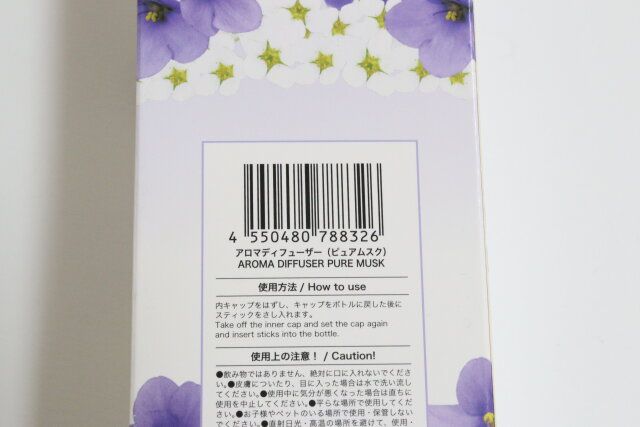 4 550480 788326
アロマディフューザー（ピュアムスク）
AROMA DIFFUSER PURE MUSK
使用方法 / How to use
内キャップをはずし、キャップをボトルに戻した後に
スティックをさし入れます。
Take off the inner cap and set the cap again
and insert sticks into the bottle.
使用上の注意！ / Caution!
●飲み物ではありません、絶対に口に入れないでくださ
い。●皮膚についたり、目に入った場合は水で洗い流し
てください。●使用中に気分が悪くなった場合は直ちに
使用を中止してください。●平らな場所で使用してくだ
さい。●お子様やペットのいる場所で使用・保管しない
でください。●直射日光・高温の場所を避けて、使用・